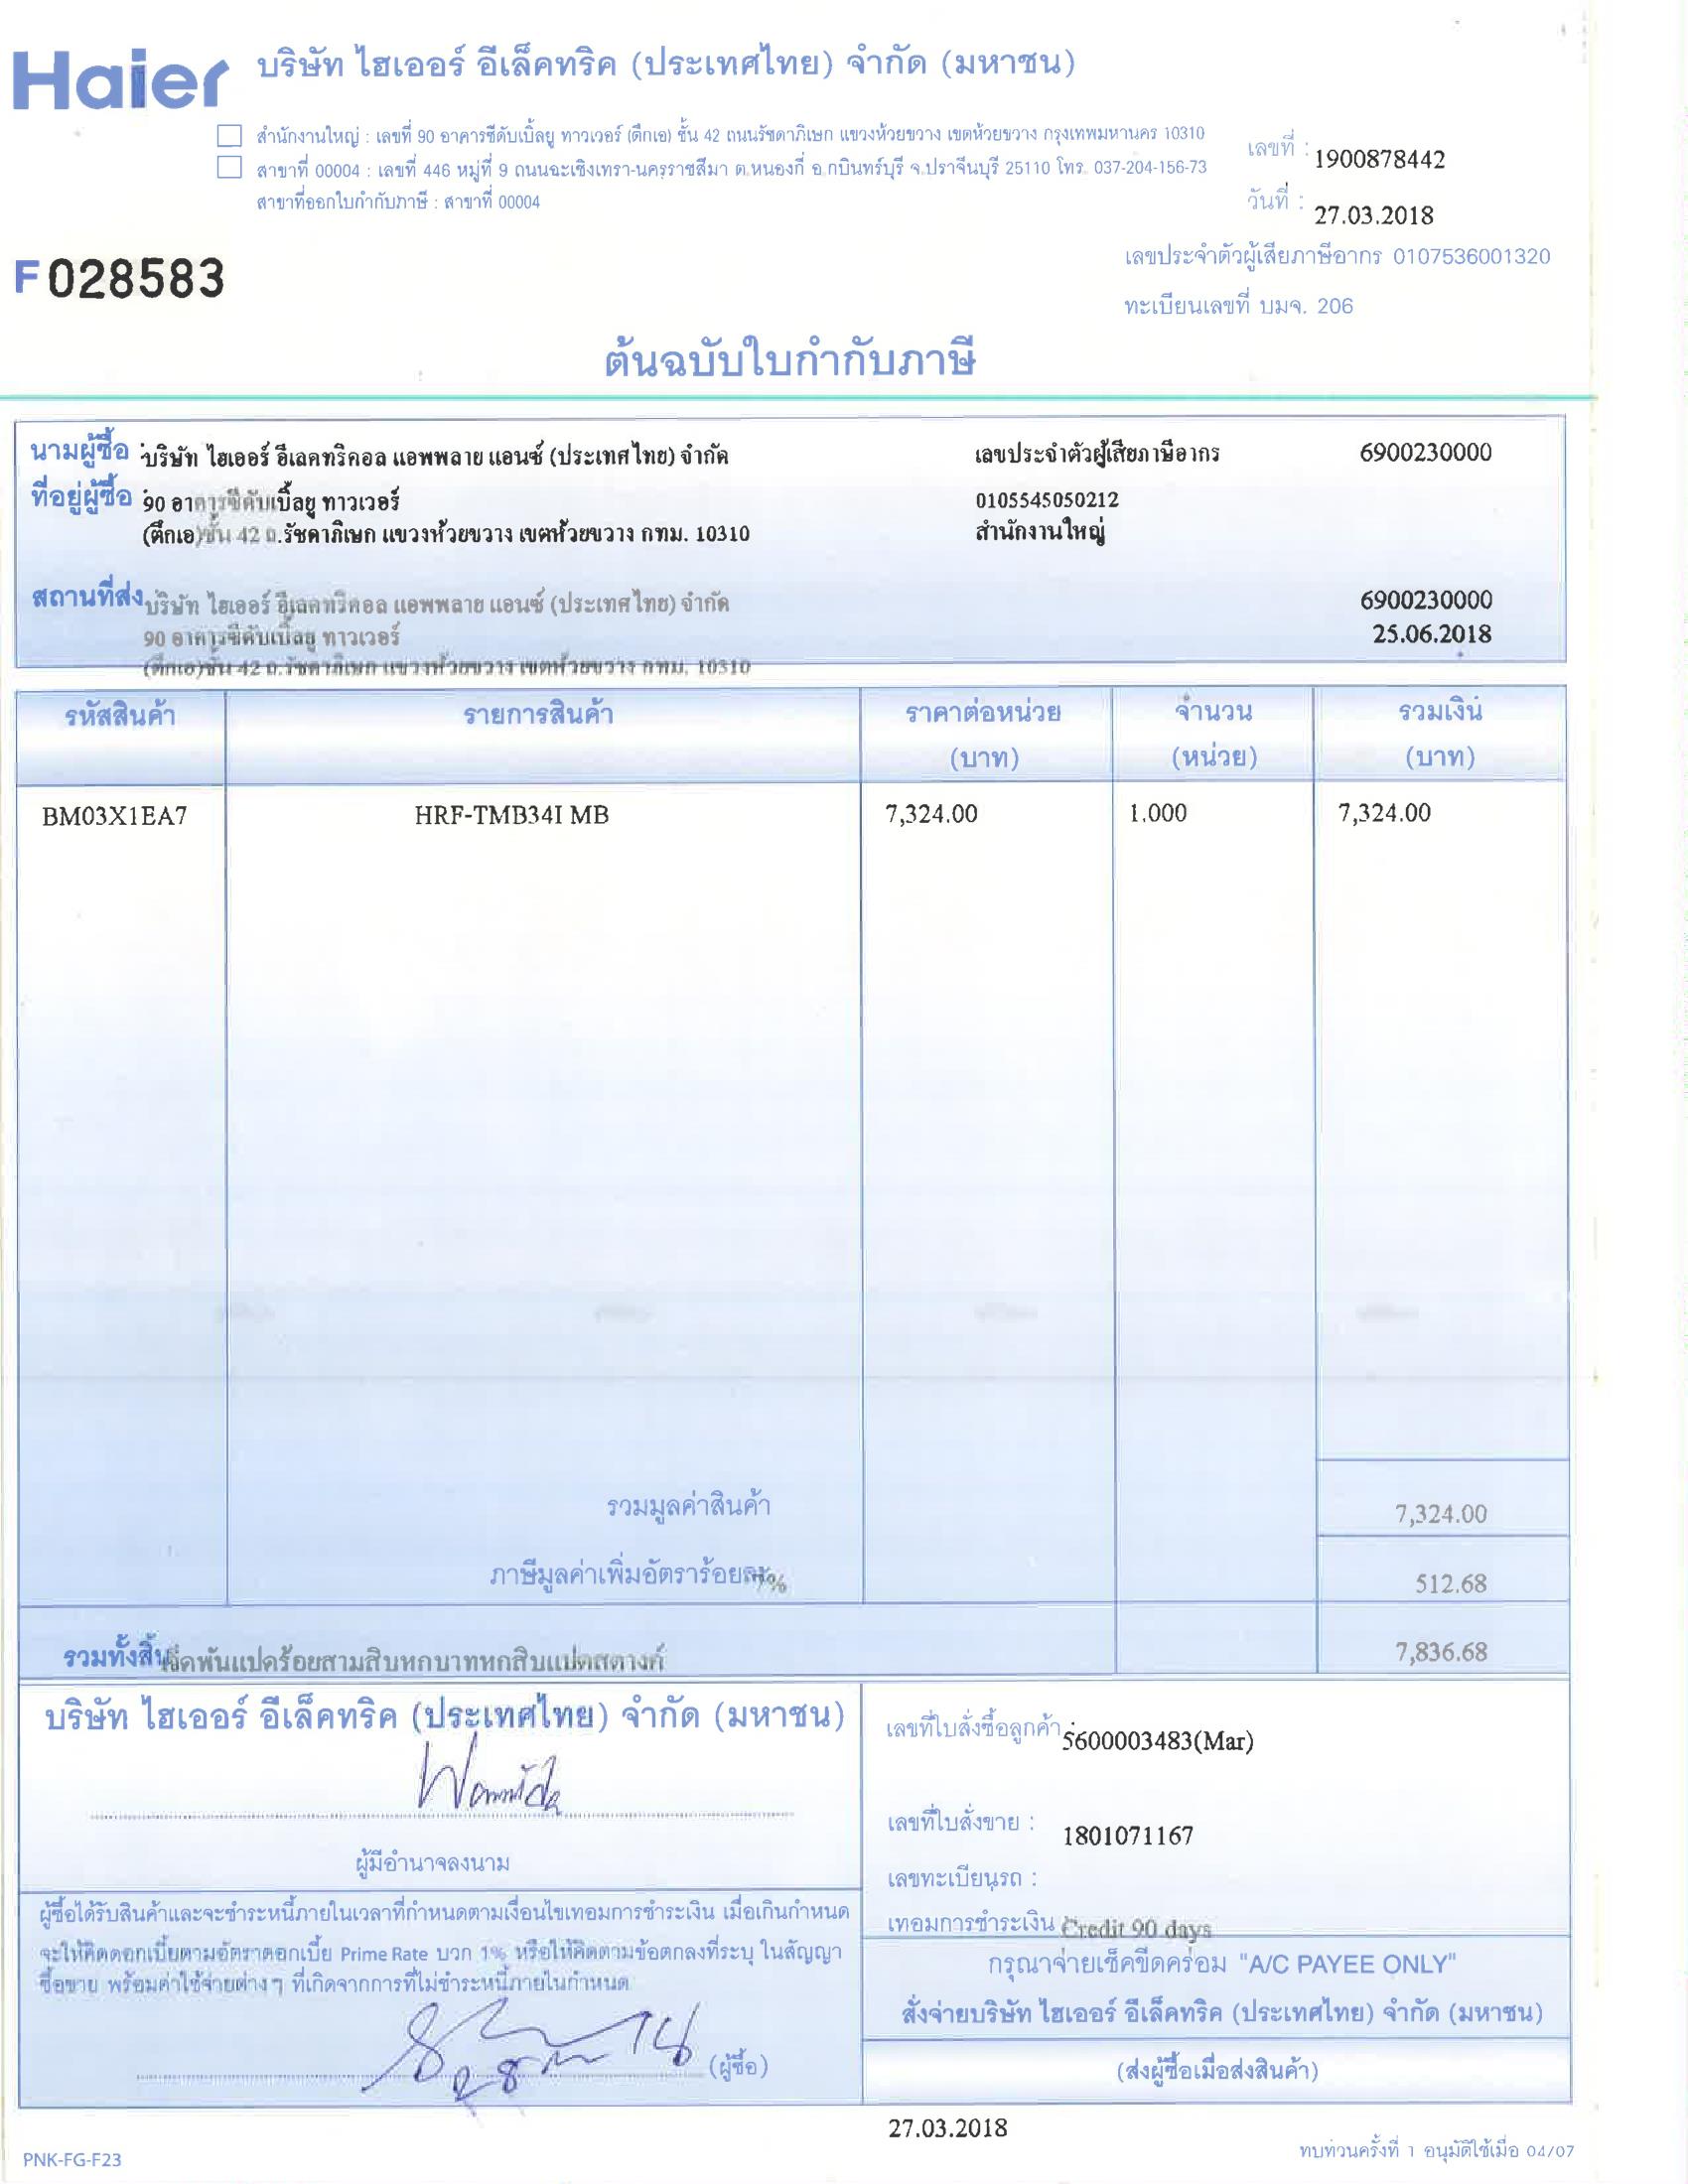 Haier บริษัท ไฮเออร์ อีเล็คทริค (ประเทศไทย) จำกัด (มหาชน)
สำนักงานใหญ่ : เลขที่ 90 อาคารซีดับเบิ้ลยู ทาวเวอร์ (ตึกเอ) ชั้น 42 ถนนรัชดาภิเษก แขวงห้วยขวาง เขตห้วยขวาง กรุงเทพมหานคร 10310
สาขาที่ 00004 : เลขที่ 446 หมู่ที่ 9 ถนนฉะเชิงเทรา-นครราชสีมา ต.หนองกี่ อ.กบินทร์บุรี จ.ปราจีนบุรี 25110 โทร. 037-204-156-73
สาขาที่ออกใบกำกับภาษี : สาขาที่ 00004
เลขที่ : 1900878442
วันที่ : 27.03.2018
เลขประจำตัวผู้เสียภาษีอากร 0107536001320
ทะเบียนเลขที่ บมจ. 206
F028583
ต้นฉบับใบกำกับภาษี
นามผู้ซื้อ : บริษัท ไฮเออร์ อีเลคทริคอล แอพพลาย แอนซ์ (ประเทศไทย) จำกัด เลขประจำตัวผู้เสียภาษีอากร 6900230000
ที่อยู่ผู้ซื้อ : 90 อาคารซีดับเบิ้ลยู ทาวเวอร์ 0105545050212
(ตึกเอ)ชั้น 42 ถ.รัชดาภิเษก แขวงห้วยขวาง เขตห้วยขวาง กทม. 10310 สำนักงานใหญ่
สถานที่ส่ง บริษัท ไฮเออร์ อีเลคทริคอล แอพพลาย แอนซ์ (ประเทศไทย) จำกัด 6900230000
90 อาคารซีดับเบิ้ลยู ทาวเวอร์ 25.06.2018
(ตึกเอ)ชั้น 42 ถ.รัชดาภิเษก แขวงห้วยขวาง เขตห้วยขวาง กทม. 10310
รหัสสินค้า รายการสินค้า ราคาต่อหน่วย จำนวน รวมเงิน
(บาท) (หน่วย) (บาท)
BM03X1EA7 HRF-TMB34I MB 7,324.00 1.000 7,324.00
รวมมูลค่าสินค้า 7,324.00
ภาษีมูลค่าเพิ่มอัตราร้อยละ 7% 512.68
รวมทั้งสิ้น เจ็ดพันแปดร้อยสามสิบหกบาทหกสิบแปดสตางค์ 7,836.68
บริษัท ไฮเออร์ อีเล็คทริค (ประเทศไทย) จำกัด (มหาชน)
ผู้มีอำนาจลงนาม
เลขที่ใบสั่งซื้อลูกค้า : 5600003483(Mar)
เลขที่ใบสั่งขาย : 1801071167
เลขทะเบียนรถ :
เทอมการชำระเงิน Credit 90 days
ผู้ซื้อได้รับสินค้าและจะชำระหนี้ภายในเวลาที่กำหนดตามเงื่อนไขเทอมการชำระเงิน เมื่อเกินกำหนด
จะให้คิดดอกเบี้ยตามอัตราดอกเบี้ย Prime Rate บวก 1% หรือให้คิดตามข้อตกลงที่ระบุ ในสัญญา
ซื้อขาย พร้อมค่าใช้จ่ายต่างๆ ที่เกิดจากการที่ไม่ชำระหนี้ภายในกำหนด
(ผู้ซื้อ)
กรุณาจ่ายเช็คขีดคร่อม "A/C PAYEE ONLY"
สั่งจ่ายบริษัท ไฮเออร์ อีเล็คทริค (ประเทศไทย) จำกัด (มหาชน)
(ส่งผู้ซื้อเมื่อส่งสินค้า)
27.03.2018
PNK-FG-F23
ทบทวนครั้งที่ 1 อนุมัติใช้เมื่อ 04/07